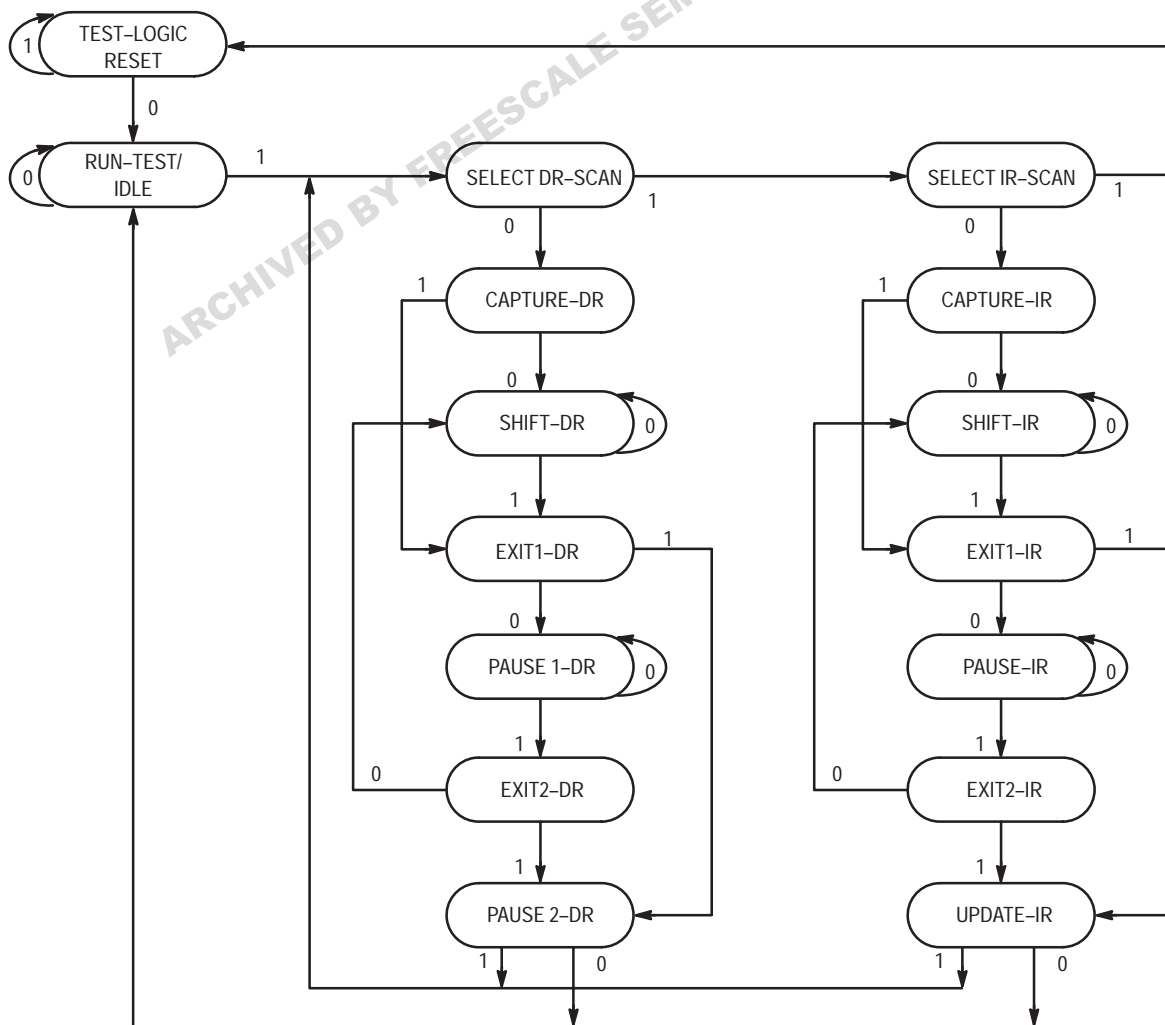 TEST–LOGIC
RESET
1
0
RUN–TEST/
IDLE
0
1
SELECT DR–SCAN
1
SELECT IR–SCAN
1
0
0
1
CAPTURE–DR
1
CAPTURE–IR
0
0
SHIFT–DR
0
SHIFT–IR
0
1
1
EXIT1–DR
1
EXIT1–IR
1
0
0
PAUSE 1–DR
0
PAUSE–IR
0
1
1
0
EXIT2–DR
0
EXIT2–IR
1
1
PAUSE 2–DR
UPDATE–IR
1
0
1
0
ARCHIVED BY FREESCALE